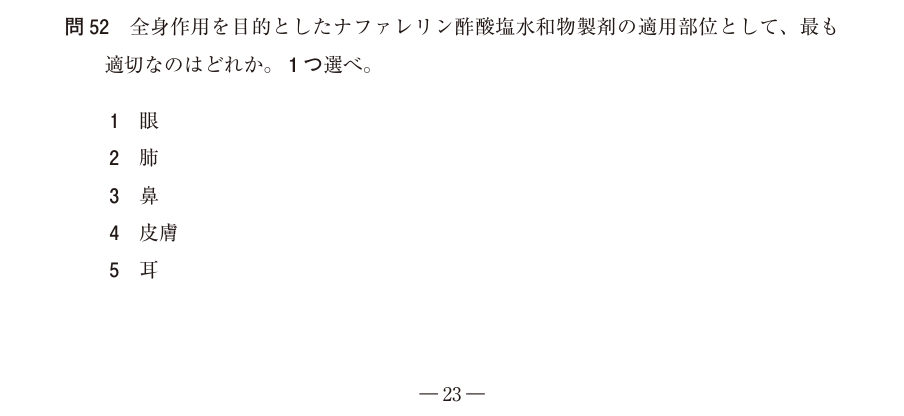 問 52　全身作用を目的としたナファレリン酢酸塩水和物製剤の適用部位として、最も
適切なのはどれか。1つ選べ。
1　眼
2　肺
3　鼻
4　皮膚
5　耳
― 23 ―